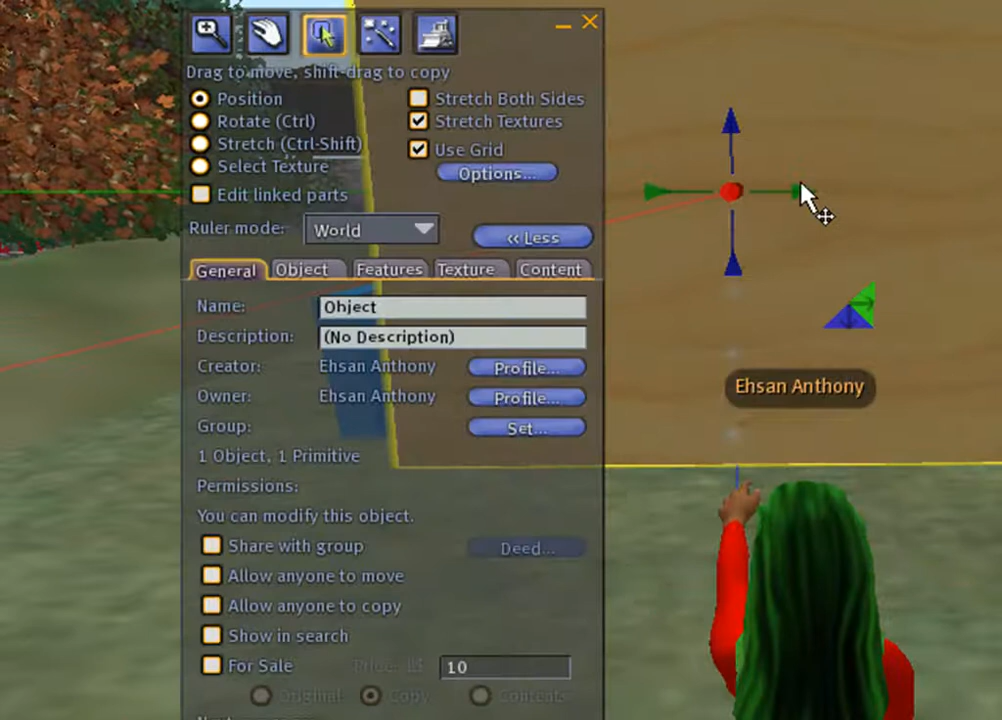 Drag to move, shift-drag to copy
Position
Stretch Both Sides
Rotate (Ctrl)
Stretch Textures
Stretch (Ctrl-Shift)
Use Grid
Select Texture
Options...
Edit linked parts
Ruler mode: World
<< Less
General Object Features Texture Content
Name: Object
Description: (No Description)
Creator: Ehsan Anthony Profile...
Owner: Ehsan Anthony Profile...
Ehsan Anthony
Group: Set...
1 Object, 1 Primitive
Permissions:
You can modify this object.
Share with group Deed...
Allow anyone to move
Allow anyone to copy
Show in search
For Sale Price: L$ 10
Original Copy Contents